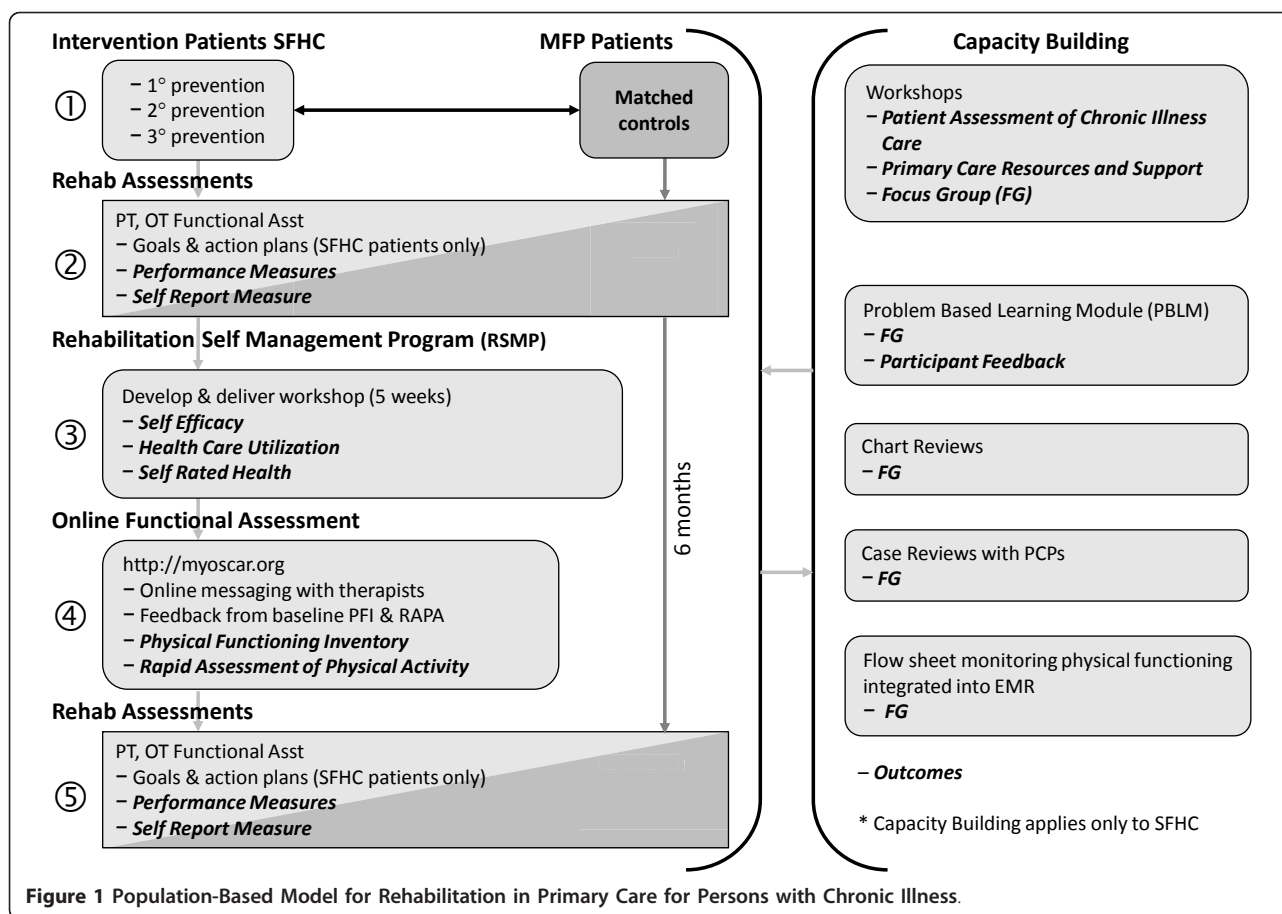 Intervention Patients SFHC
MFP Patients
①
– 1° prevention
– 2° prevention
– 3° prevention
Matched
controls
Rehab Assessments
②
PT, OT Functional Asst
– Goals & action plans (SFHC patients only)
– Performance Measures
– Self Report Measure
Rehabilitation Self Management Program (RSMP)
③
Develop & deliver workshop (5 weeks)
– Self Efficacy
– Health Care Utilization
– Self Rated Health
6 months
Online Functional Assessment
④
http://myoscar.org
– Online messaging with therapists
– Feedback from baseline PFI & RAPA
– Physical Functioning Inventory
– Rapid Assessment of Physical Activity
Rehab Assessments
⑤
PT, OT Functional Asst
– Goals & action plans (SFHC patients only)
– Performance Measures
– Self Report Measure
Capacity Building
Workshops
– Patient Assessment of Chronic Illness
Care
– Primary Care Resources and Support
– Focus Group (FG)
Problem Based Learning Module (PBLM)
– FG
– Participant Feedback
Chart Reviews
– FG
Case Reviews with PCPs
– FG
Flow sheet monitoring physical functioning
integrated into EMR
– FG
– Outcomes
* Capacity Building applies only to SFHC
Figure 1 Population-Based Model for Rehabilitation in Primary Care for Persons with Chronic Illness.